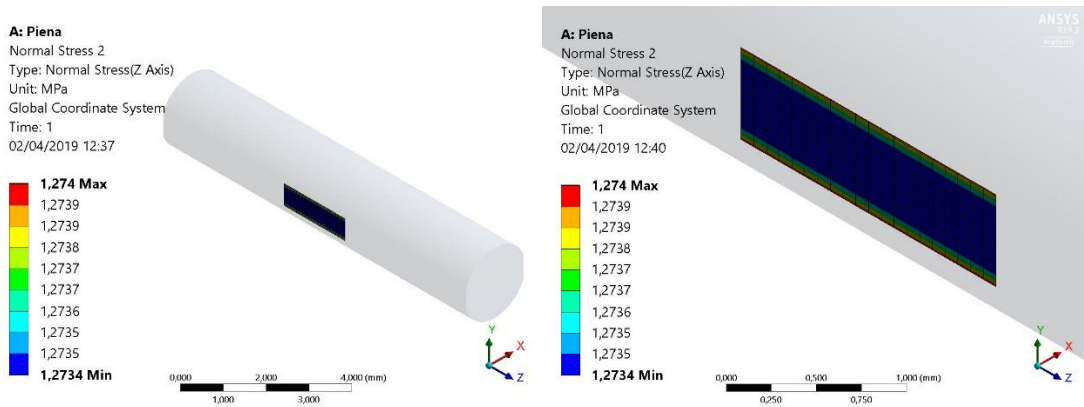 A: Piena
Normal Stress 2
Type: Normal Stress(Z Axis)
Unit: MPa
Global Coordinate System
Time: 1
02/04/2019 12:37
1,274 Max
1,2739
1,2739
1,2738
1,2737
1,2737
1,2736
1,2735
1,2735
1,2734 Min
0,000
2,000
4,000 (mm)
1,000
3,000
Y
X
Z
A: Piena
Normal Stress 2
Type: Normal Stress(Z Axis)
Unit: MPa
Global Coordinate System
Time: 1
02/04/2019 12:40
ANSYS
R19.2
Academic
1,274 Max
1,2739
1,2739
1,2738
1,2737
1,2737
1,2736
1,2735
1,2735
1,2734 Min
0,000
0,500
1,000 (mm)
0,250
0,750
Y
X
Z